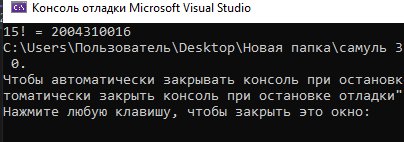 Консоль отладки Microsoft Visual Studio
15! = 2004310016
C:\Users\Пользователь\Desktop\Новая папка\самуль 3
0.
Чтобы автоматически закрывать консоль при остановк
томатически закрыть консоль при остановке отладки"
Нажмите любую клавишу, чтобы закрыть это окно: